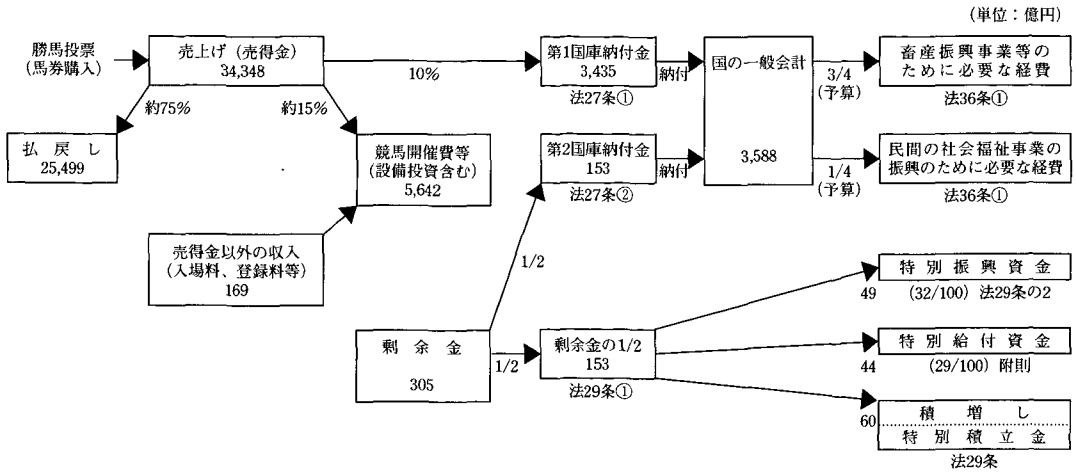 (単位：億円)
勝馬投票
(馬券購入)
売上げ（売得金）
34,348
10%
第1国庫納付金
3,435
法27条①
納付
国の一般会計
3,588
3/4
(予算)
畜産振興事業等の
ために必要な経費
法36条①
約75%
約15%
払戻し
25,499
競馬開催費等
(設備投資含む)
5,642
第2国庫納付金
153
法27条②
納付
1/4
(予算)
民間の社会福祉事業の
振興のために必要な経費
法36条①
売得金以外の収入
(入場料、登録料等)
169
1/2
剰余金
305
1/2
剰余金の1/2
153
法29条①
49
特別振興資金
(32/100) 法29条の2
44
特別給付資金
(29/100) 附則
60
積増し
特別積立金
法29条